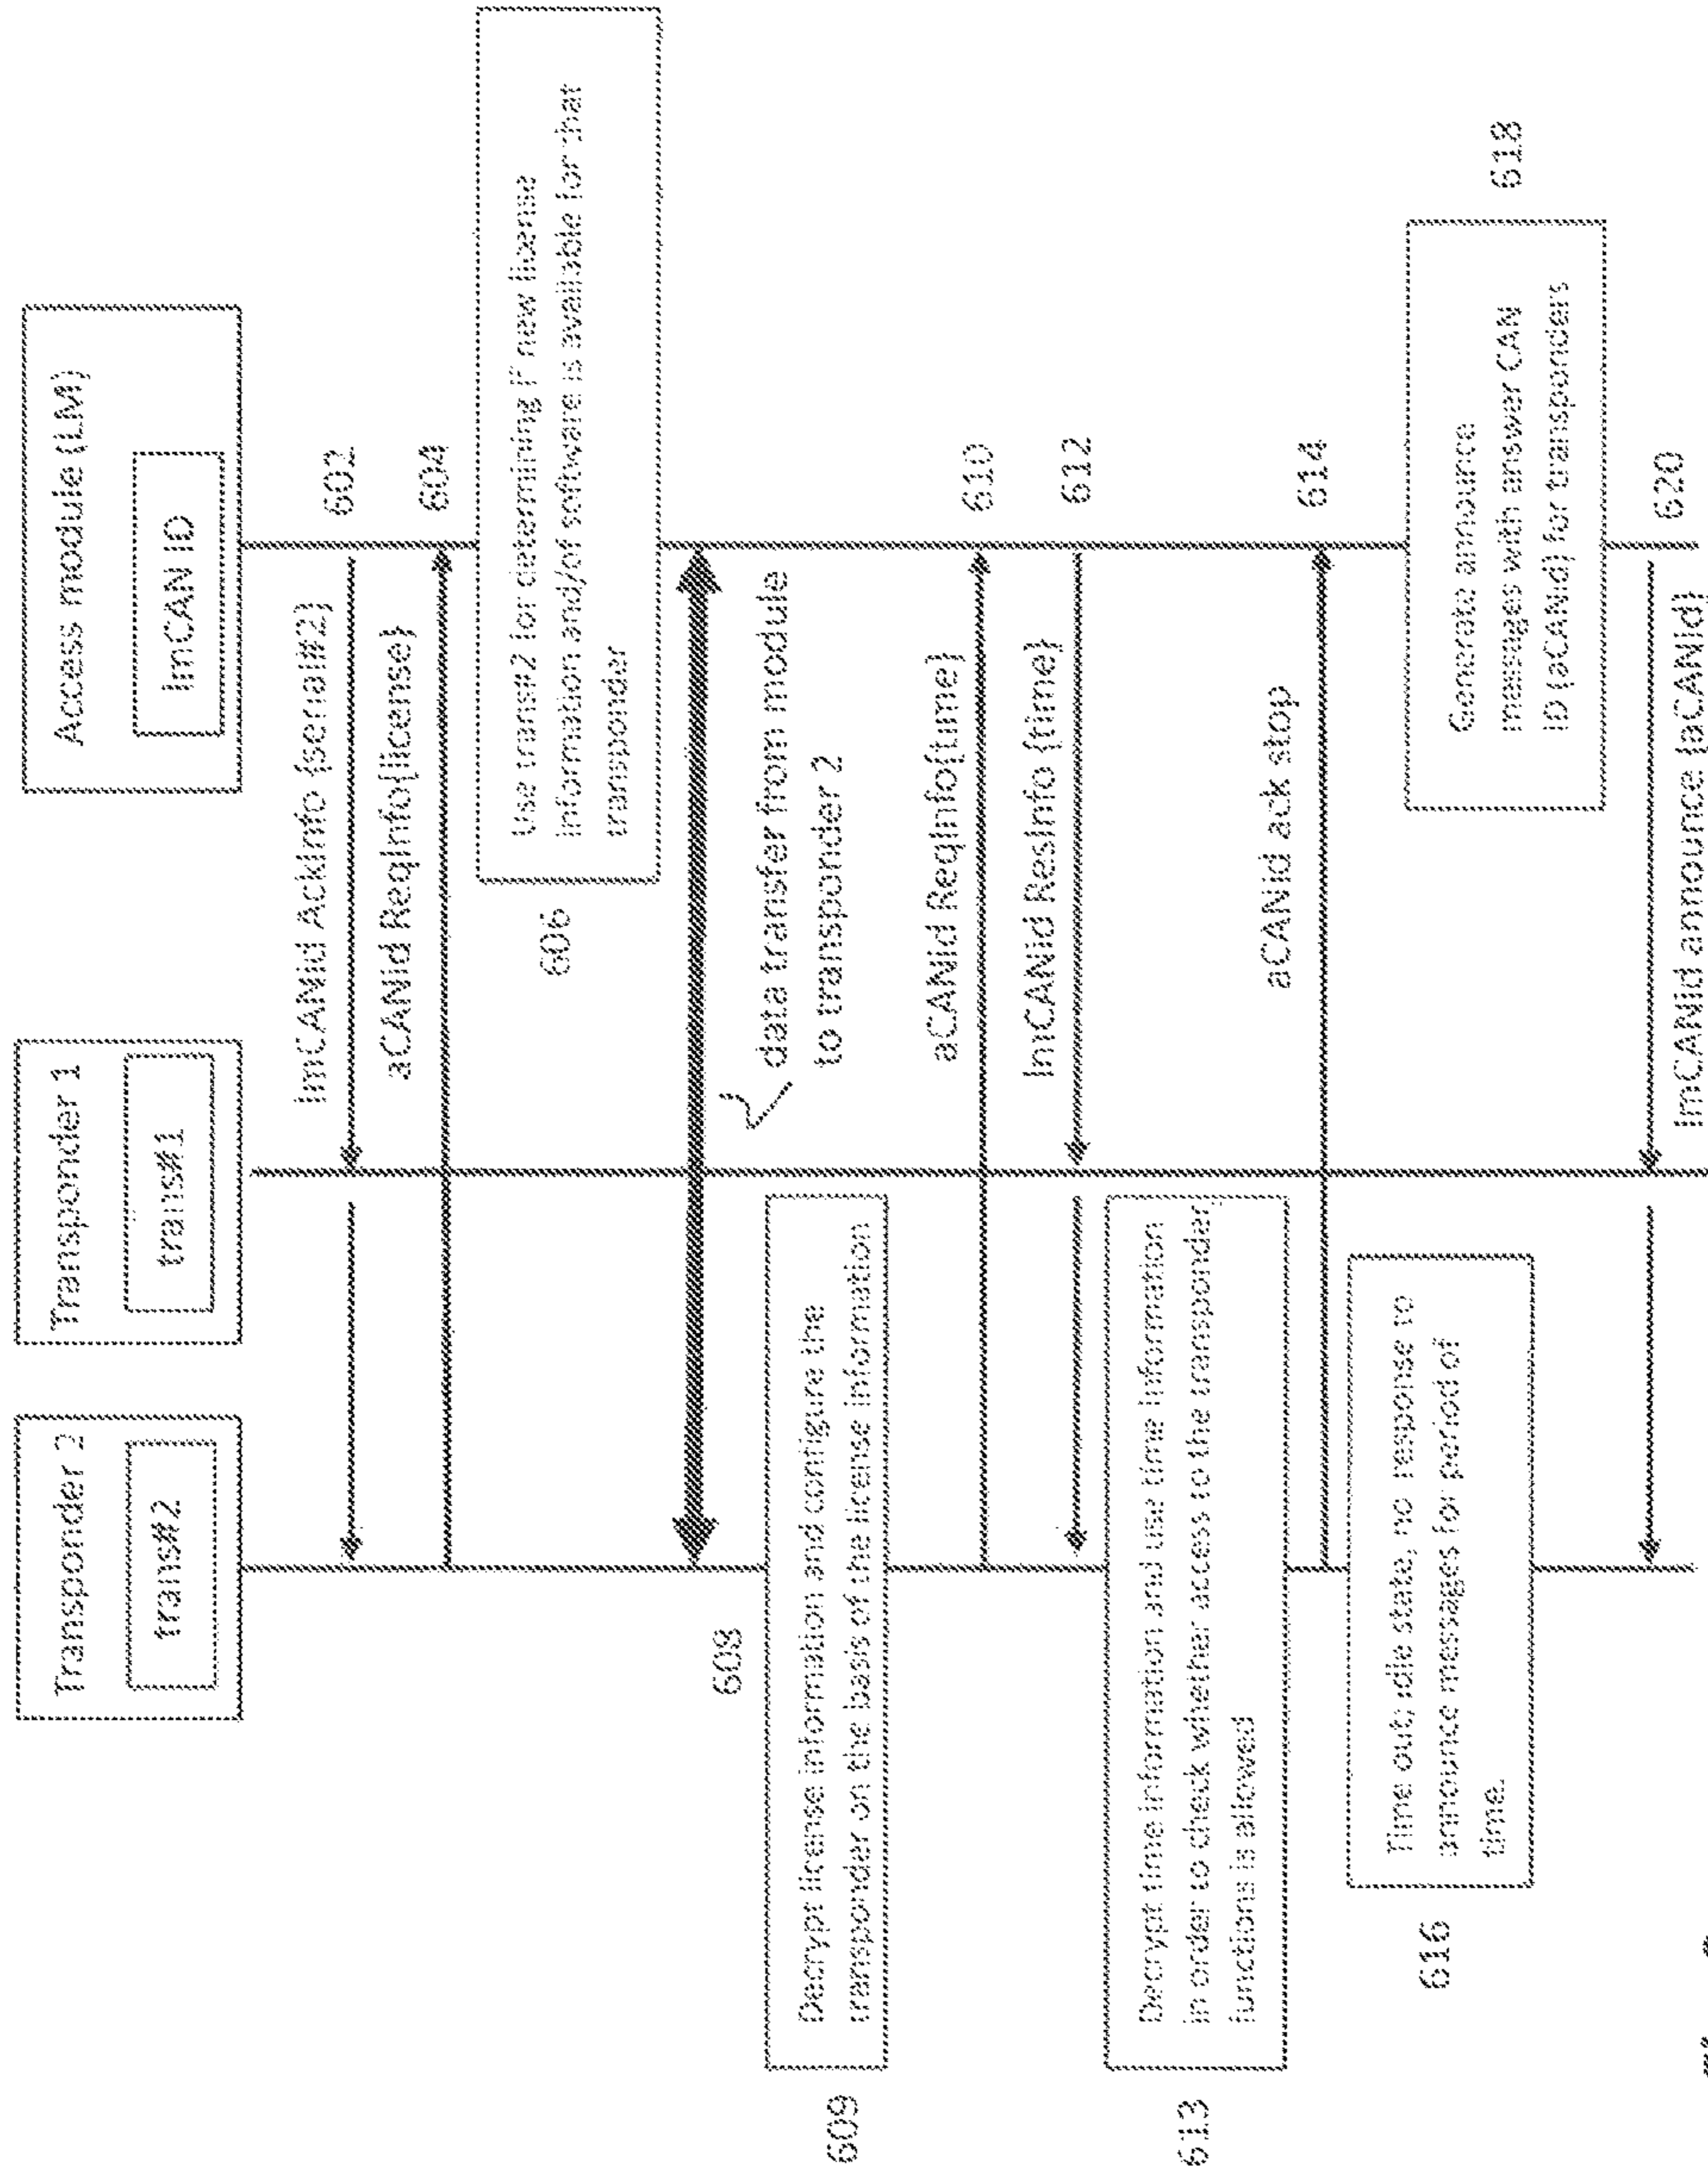 Transponder 2
trans#2
Transponder 1
trans#1
Access module (LM)
lmCAN ID
lmCANid AckInfo {serial#2}
602
aCANid ReqInfo{license}
604
606
Use trans#2 for determining if new license
information and/of software is available for that
transponder
608
data transfer from module
to transponder 2
609
Decrypt license information and configure the
transponder on the basis of the license information
aCANid ReqInfo{time}
610
lmCANid ResInfo {time}
612
613
Decrypt time information and use time information
in order to check whether access to the transponder
functions is allowed
aCANid ack stop
614
616
Time out; idle state, no response to
announce messages for period of
time.
Generate announce
messages with answer CAN
ID (aCANid) for transponders
618
620
lmCANid announce {aCANid}